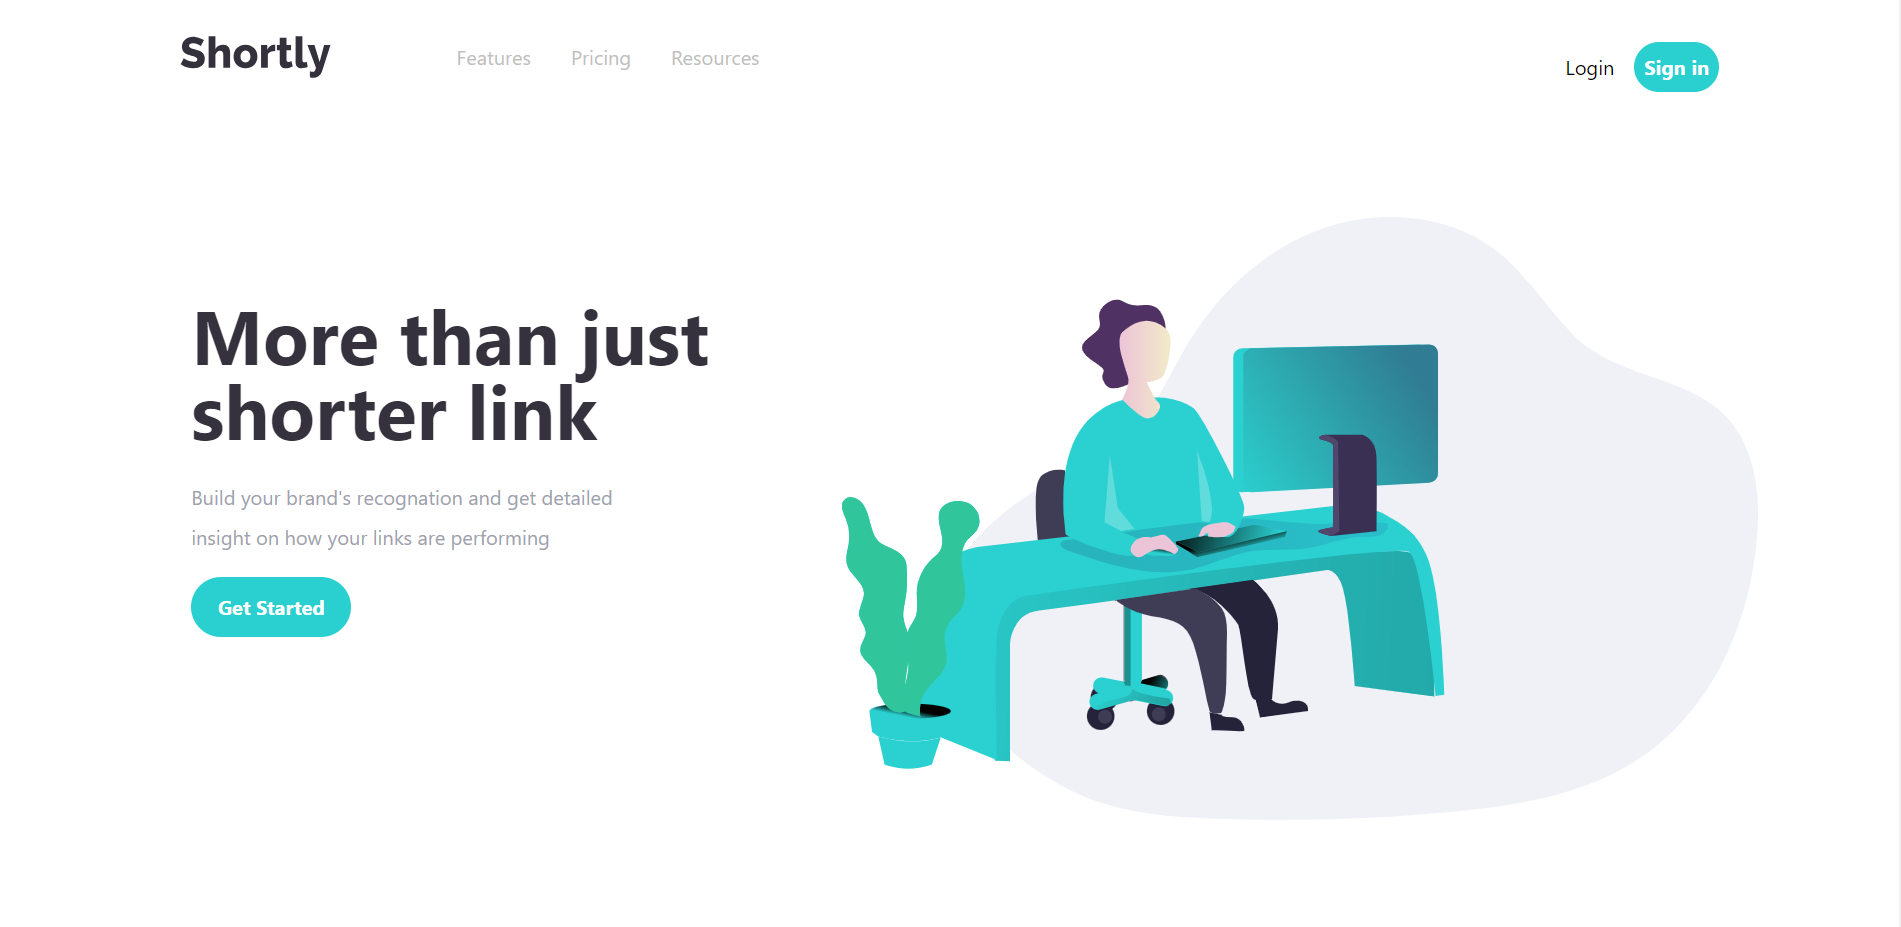 Shortly
Features Pricing Resources
Login Sign in
More than just
shorter link
Build your brand's recognation and get detailed
insight on how your links are performing
Get Started